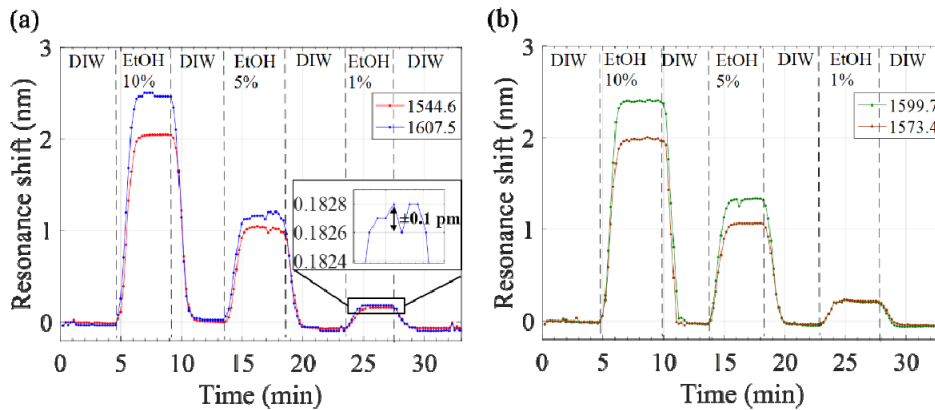 (a)
3
DIW
EtOH
10%
DIW
EtOH
5%
DIW
EtOH
1%
DIW
1544.6
1607.5
2
1
0
Resonance shift (nm)
0.1828
0.1826
0.1824
±0.1 pm
0 5 10 15 20 25 30
Time (min)
(b)
3
DIW
EtOH
10%
DIW
EtOH
5%
DIW
EtOH
1%
DIW
1599.7
1573.4
2
1
0
Resonance shift (nm)
0 5 10 15 20 25 30
Time (min)